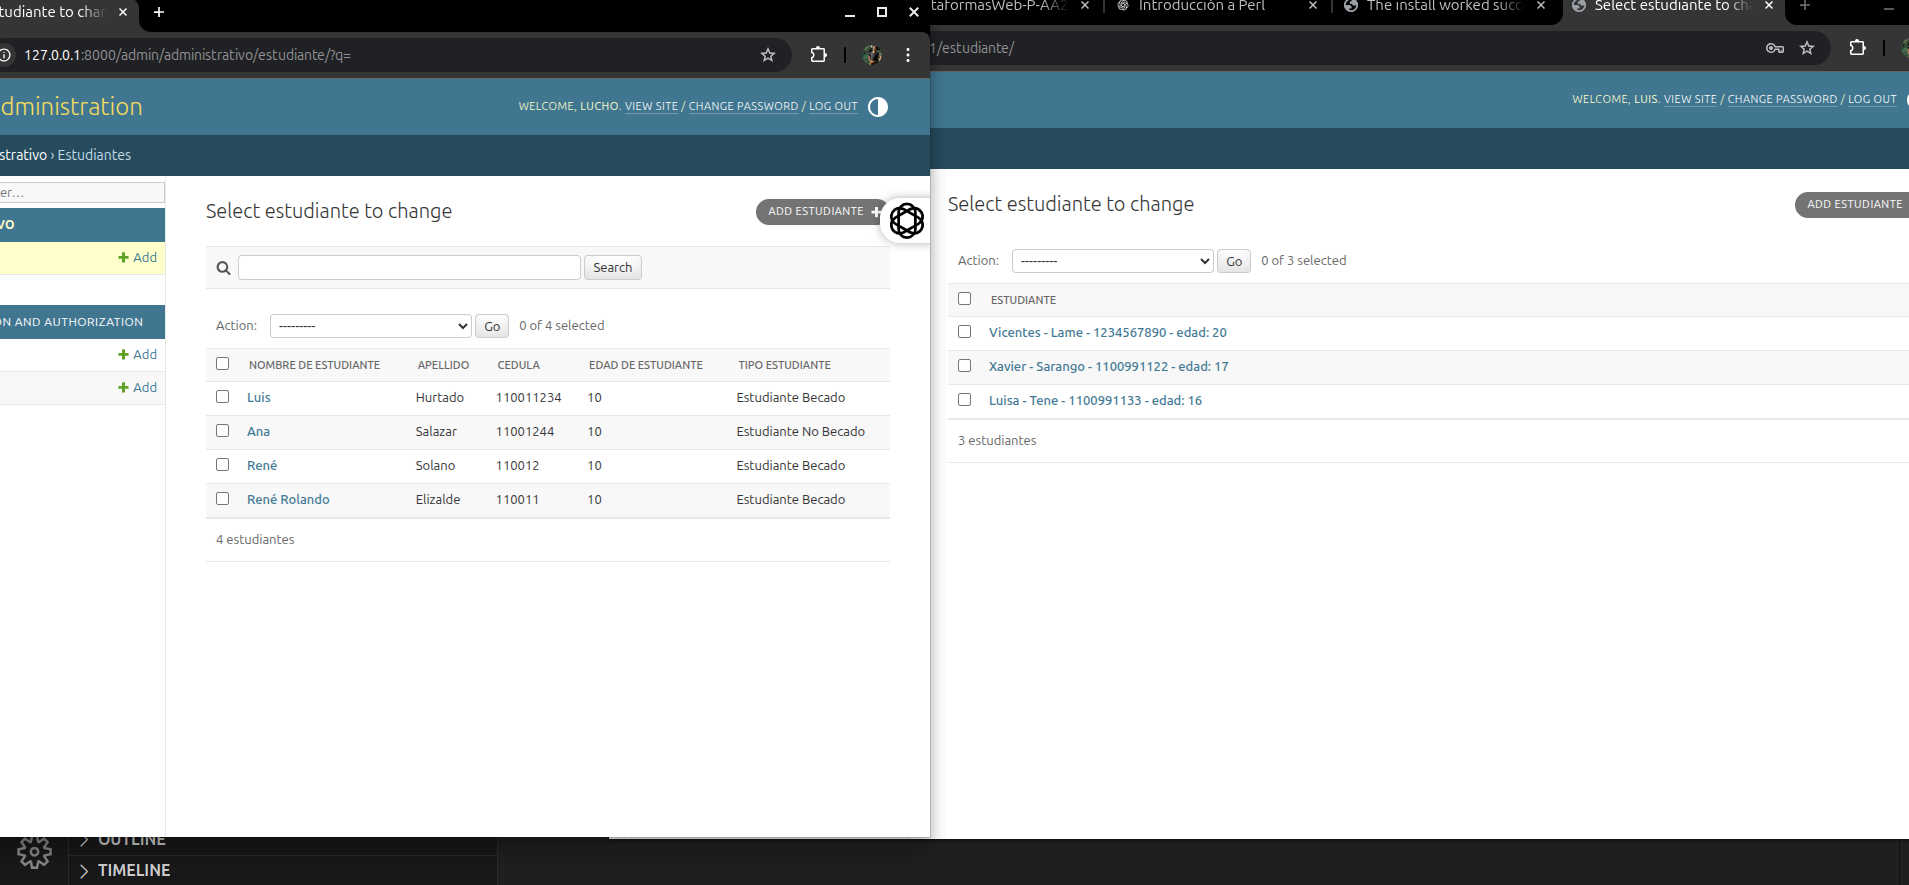 tudiante to cha
127.0.0.1:8000/admin/administrativo/estudiante/?q=
dministration
WELCOME, LUCHO. VIEW SITE / CHANGE PASSWORD / LOG OUT
strativo › Estudiantes
er…
vo
Add
ON AND AUTHORIZATION
Add
Add
Select estudiante to change
ADD ESTUDIANTE
Search
Action: --------- Go 0 of 4 selected
NOMBRE DE ESTUDIANTE APELLIDO CEDULA EDAD DE ESTUDIANTE TIPO ESTUDIANTE
Luis Hurtado 110011234 10 Estudiante Becado
Ana Salazar 11001244 10 Estudiante No Becado
René Solano 110012 10 Estudiante Becado
René Rolando Elizalde 110011 10 Estudiante Becado
4 estudiantes
taformasWeb-P-AA2 Introducción a Perl The install worked succ Select estudiante to cha
1/estudiante/
WELCOME, LUIS. VIEW SITE / CHANGE PASSWORD / LOG OUT
Select estudiante to change
ADD ESTUDIANTE
Action: --------- Go 0 of 3 selected
ESTUDIANTE
Vicentes - Lame - 1234567890 - edad: 20
Xavier - Sarango - 1100991122 - edad: 17
Luisa - Tene - 1100991133 - edad: 16
3 estudiantes
OUTLINE
TIMELINE